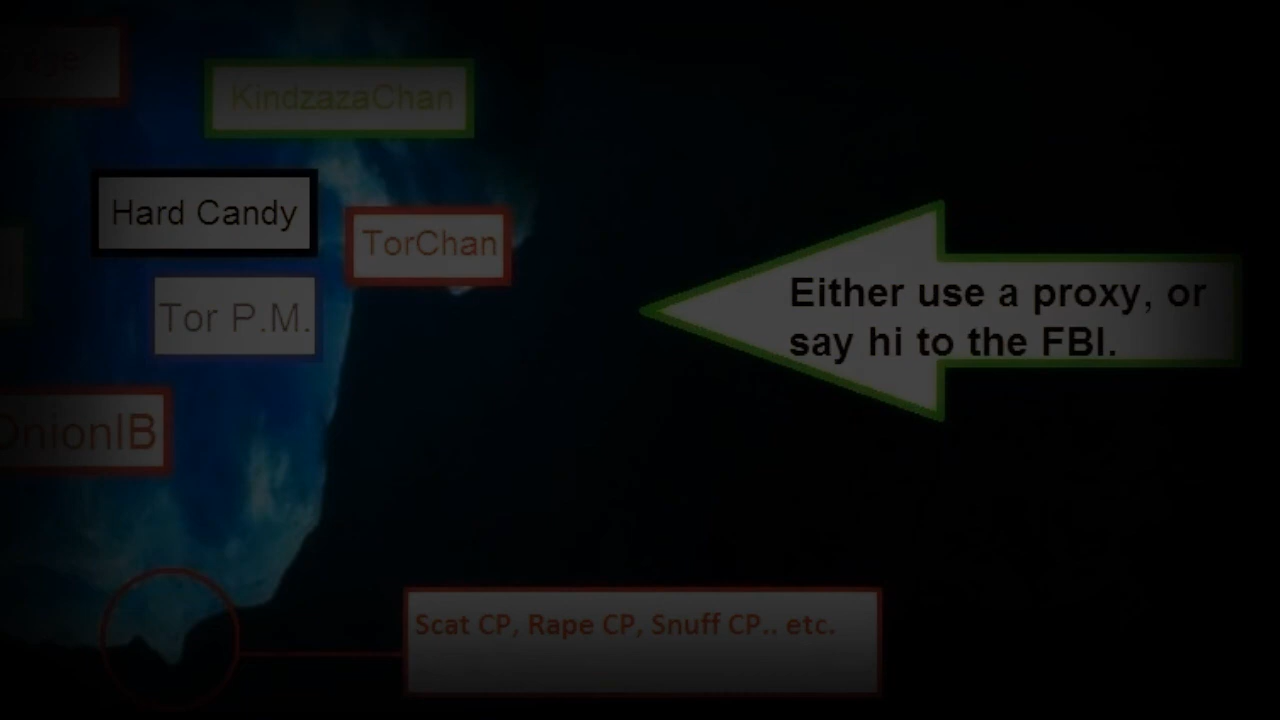 KindzazaChan
Hard Candy
TorChan
Tor P.M.
Either use a proxy, or
say hi to the FBI.
OnionIB
Scat CP, Rape CP, Snuff CP.. etc.